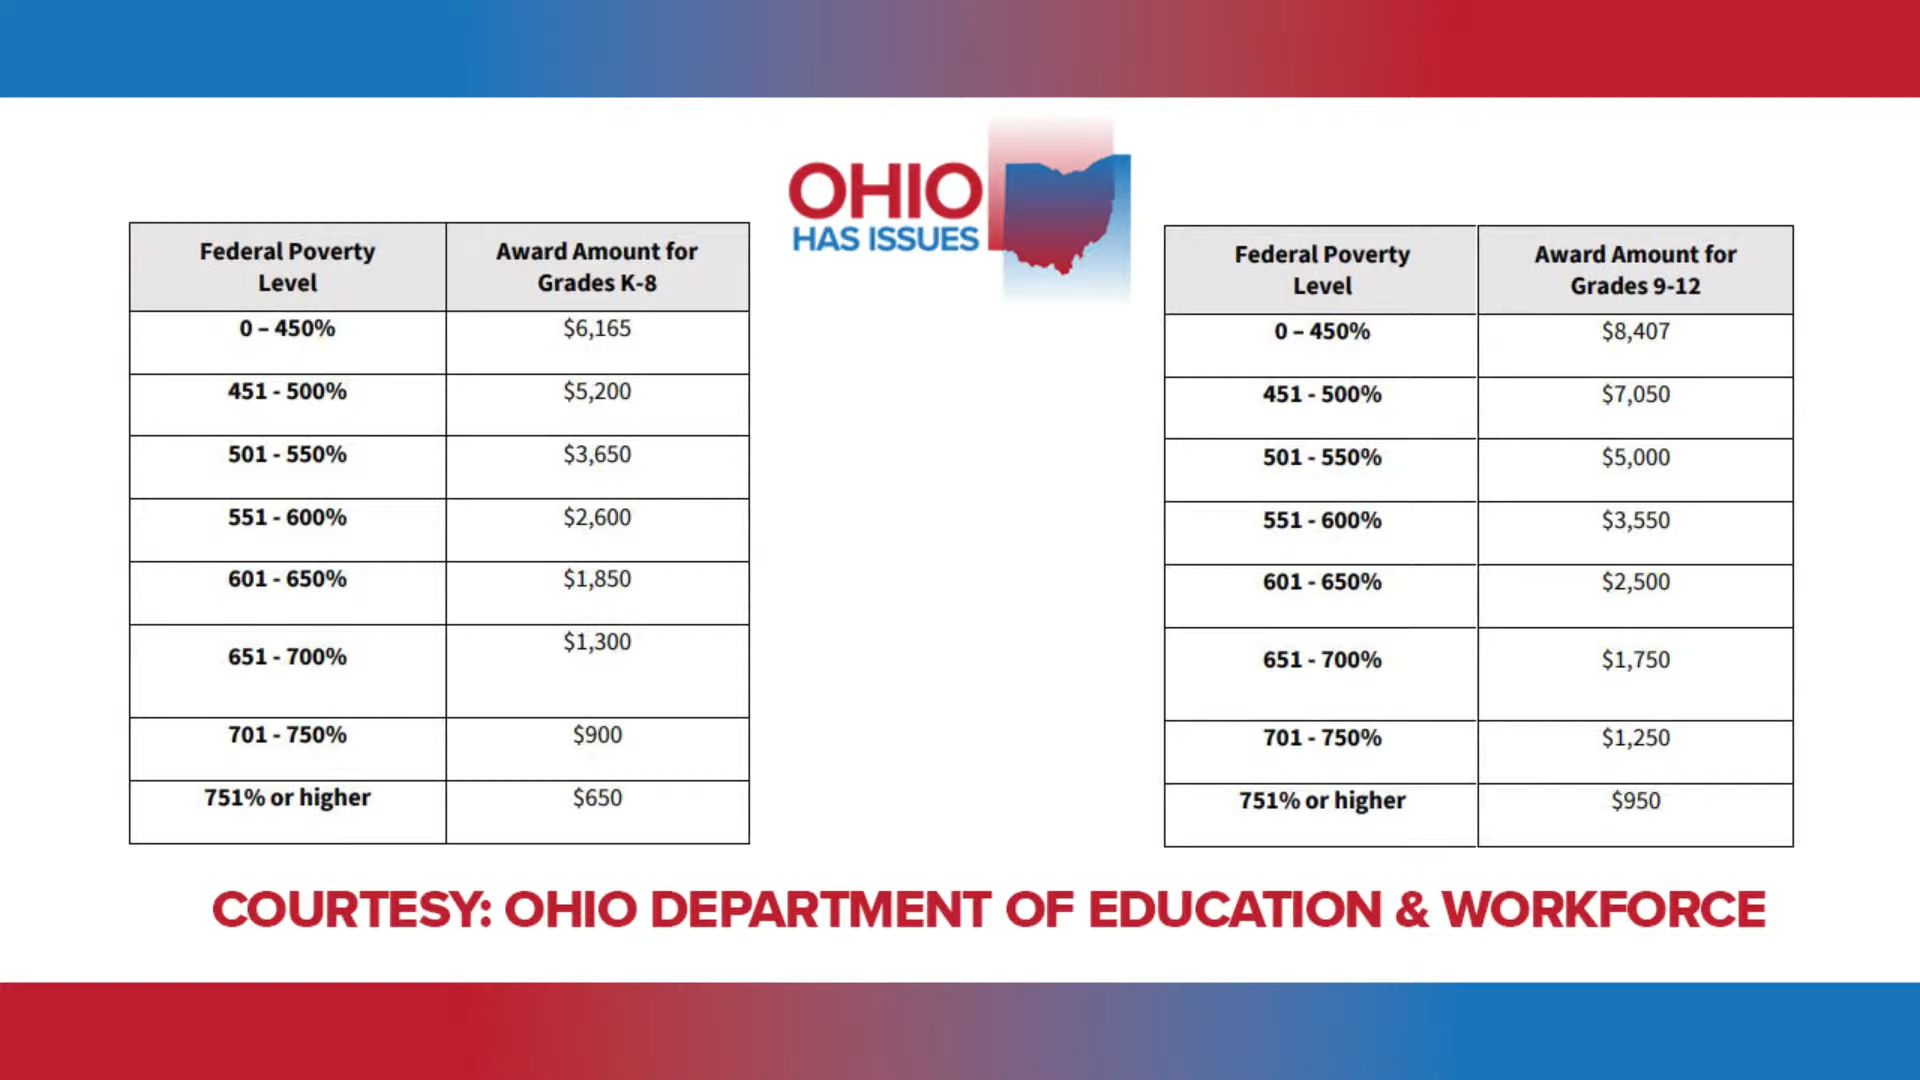 OHIO
HAS ISSUES
Federal Poverty Level | Award Amount for Grades K-8
0 – 450% | $6,165
451 - 500% | $5,200
501 - 550% | $3,650
551 - 600% | $2,600
601 - 650% | $1,850
651 - 700% | $1,300
701 - 750% | $900
751% or higher | $650
Federal Poverty Level | Award Amount for Grades 9-12
0 – 450% | $8,407
451 - 500% | $7,050
501 - 550% | $5,000
551 - 600% | $3,550
601 - 650% | $2,500
651 - 700% | $1,750
701 - 750% | $1,250
751% or higher | $950
COURTESY: OHIO DEPARTMENT OF EDUCATION & WORKFORCE